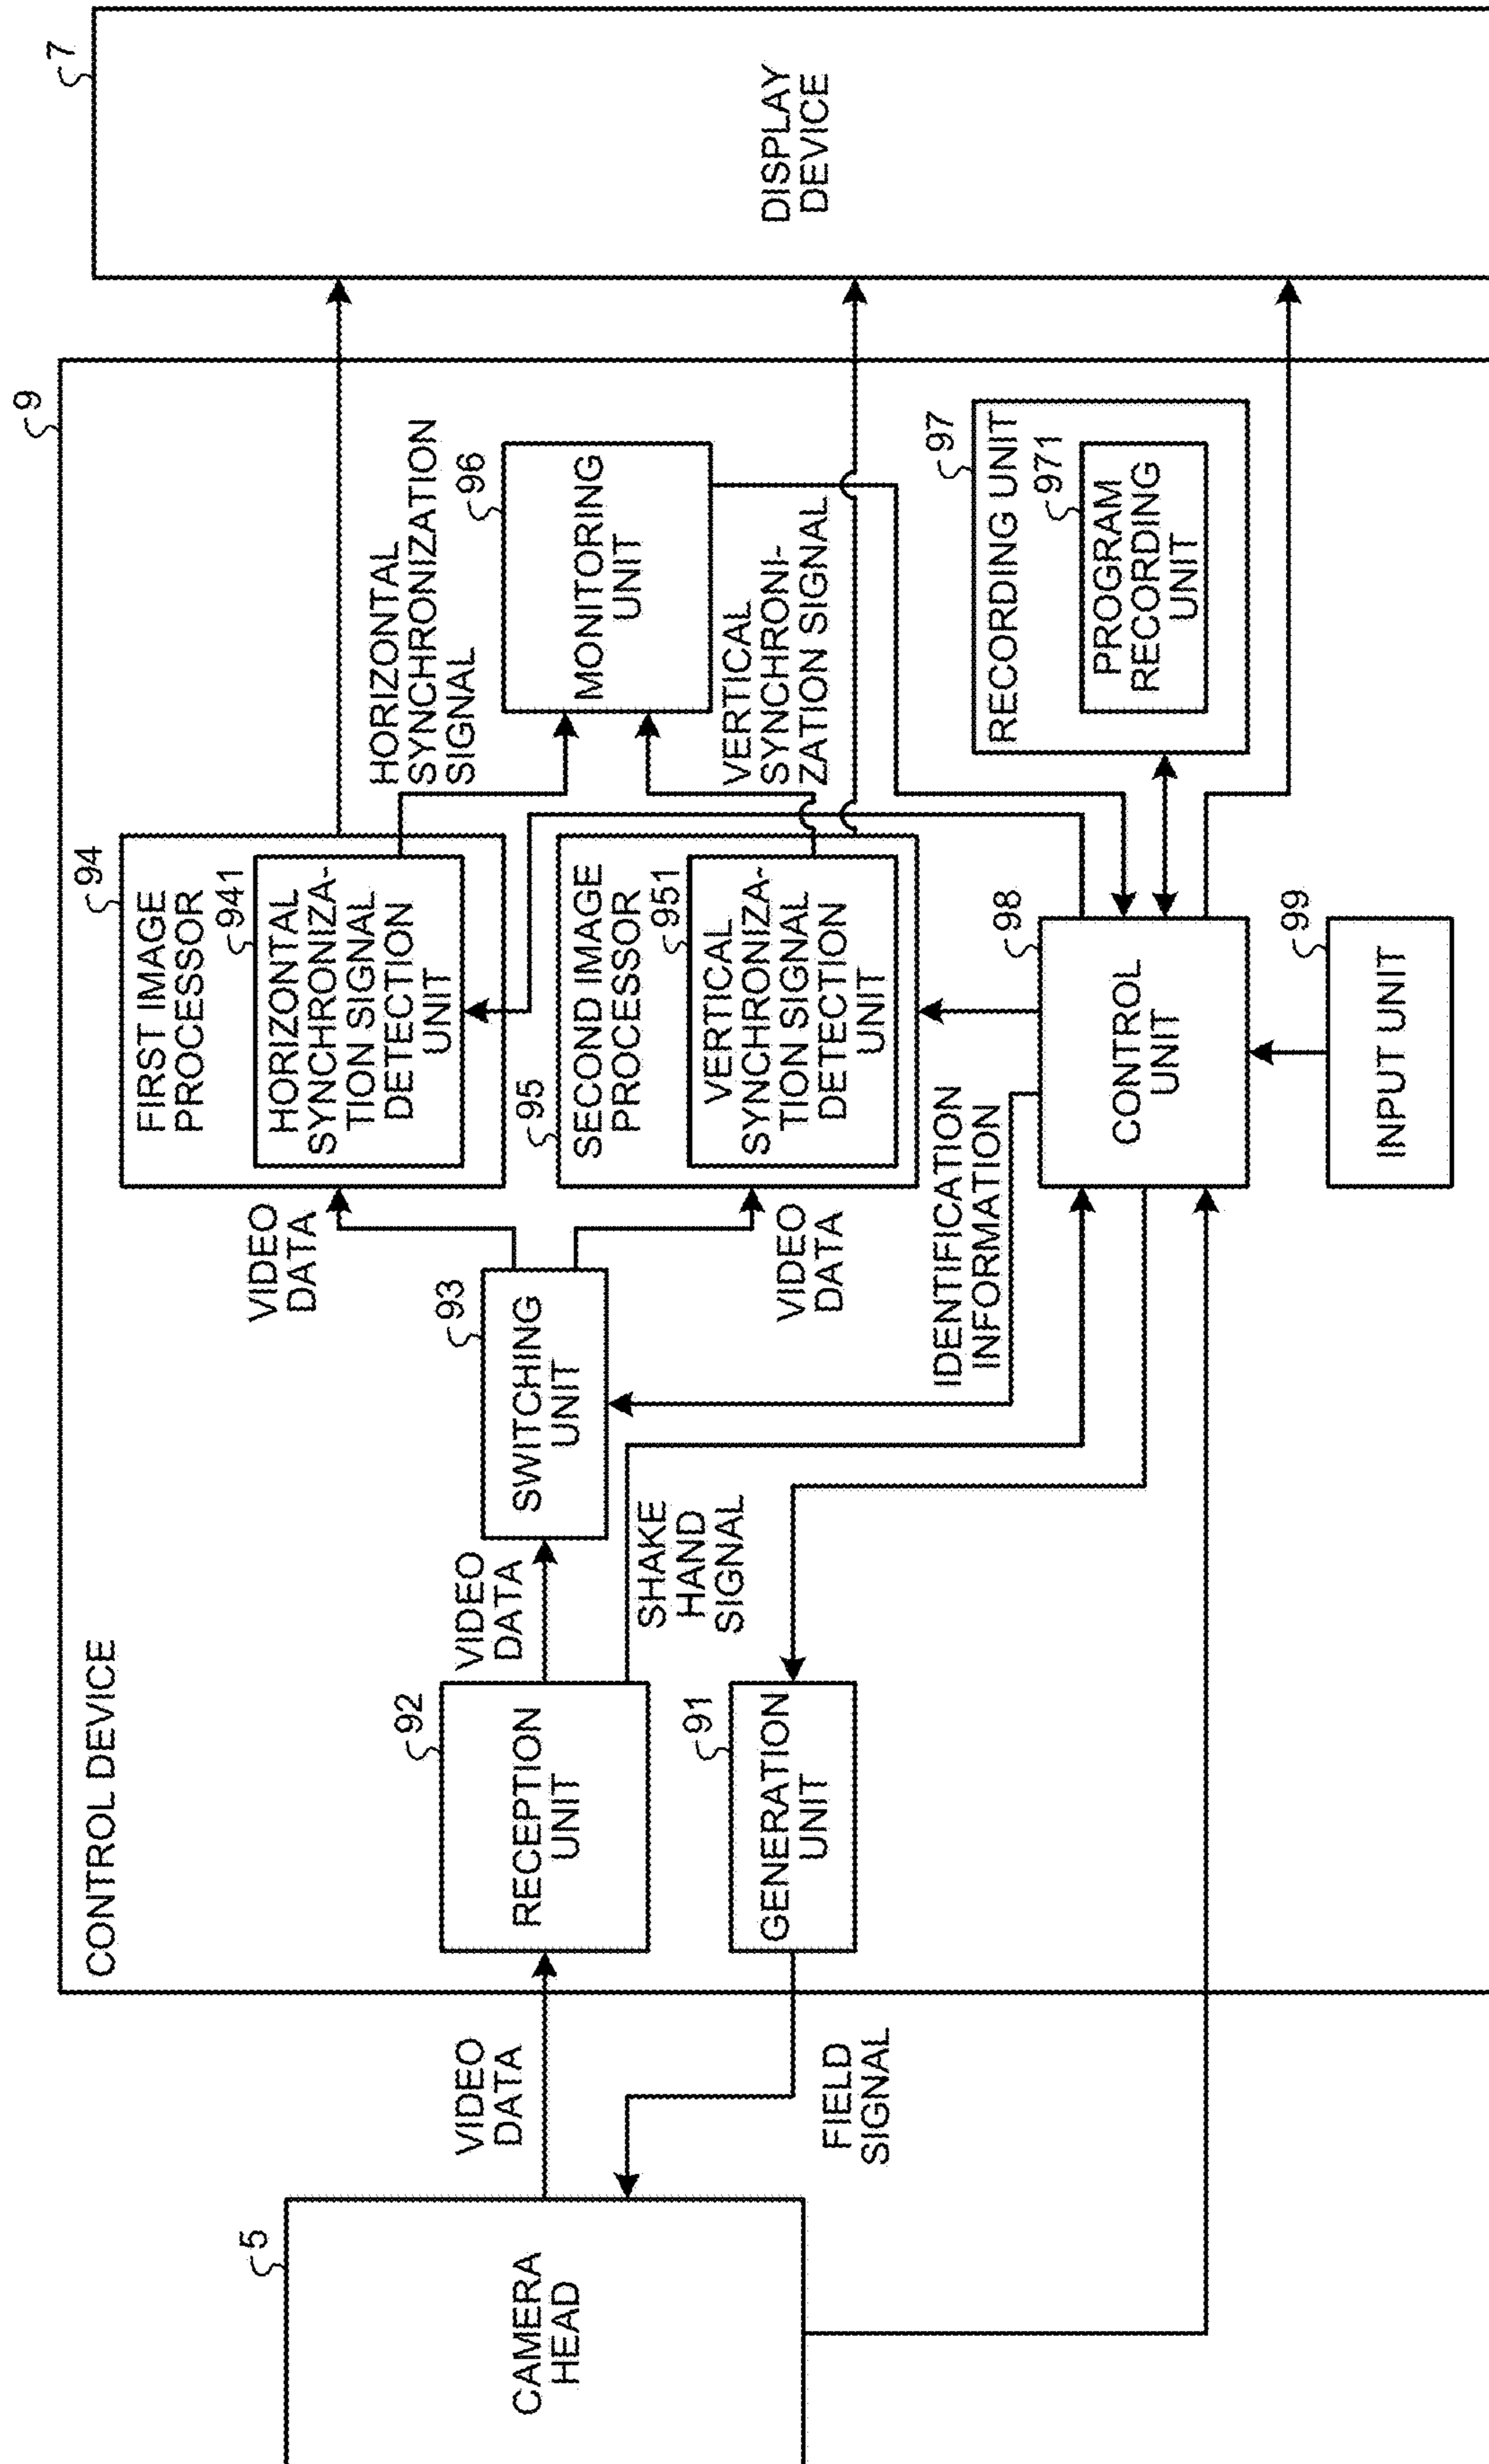 CONTROL DEVICE
9
7
5
CAMERA
HEAD
VIDEO
DATA
FIELD
SIGNAL
92
RECEPTION
UNIT
91
GENERATION
UNIT
VIDEO
DATA
SHAKE
HAND
SIGNAL
93
SWITCHING
UNIT
VIDEO
DATA
VIDEO
DATA
IDENTIFICATION
INFORMATION
94
FIRST IMAGE
PROCESSOR
941
HORIZONTAL
SYNCHRONIZA-
TION SIGNAL
DETECTION
UNIT
95
SECOND IMAGE
PROCESSOR
951
VERTICAL
SYNCHRONIZA-
TION SIGNAL
DETECTION
UNIT
98
CONTROL
UNIT
99
INPUT UNIT
HORIZONTAL
SYNCHRONIZATION
SIGNAL
96
MONITORING
UNIT
VERTICAL
SYNCHRONI-
ZATION SIGNAL
97
RECORDING UNIT
971
PROGRAM
RECORDING
UNIT
DISPLAY
DEVICE